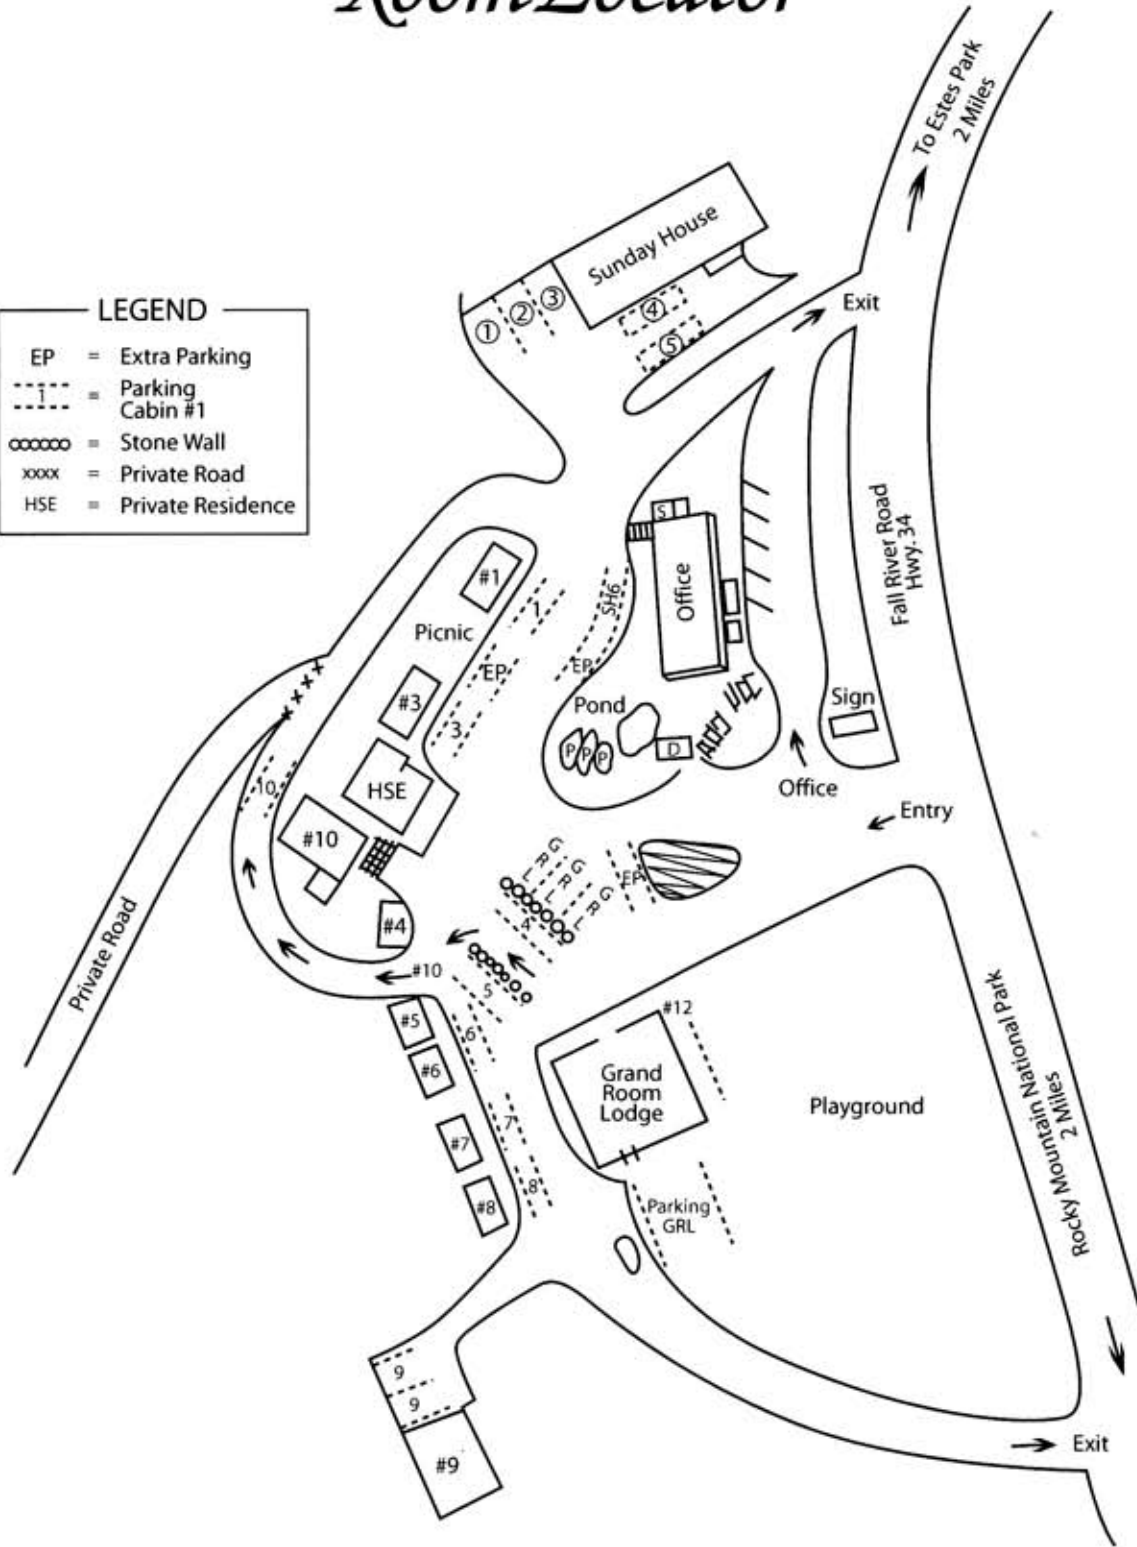 Room Locator
To Estes Park
2 Miles
Sunday House
①
②
③
④
⑤
Exit
LEGEND
EP = Extra Parking
1 = Parking
Cabin #1
oooooo = Stone Wall
xxxx = Private Road
HSE = Private Residence
Fall River Road
Hwy. 34
S
Office
#1
1
SH6
Picnic
EP
EP
#3
3
Pond
P
P
P
D
Sign
Office
Entry
10
HSE
#10
GRL
GRL
GRL
EP
4
#4
#10
5
Private Road
#5
6
#6
#12
Grand
Room
Lodge
Playground
Rocky Mountain National Park
2 Miles
7
#7
8
#8
Parking
GRL
9
9
#9
Exit